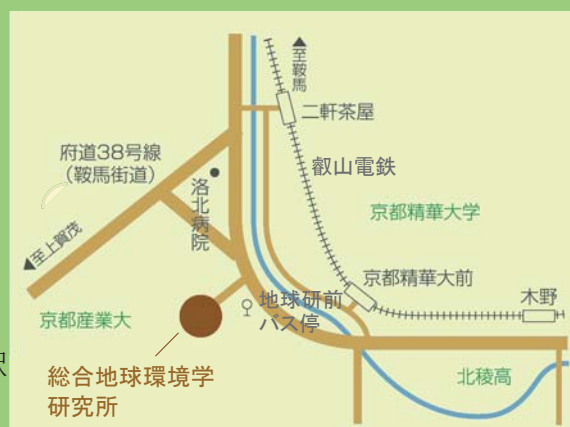 至鞍馬
二軒茶屋
府道38号線
（鞍馬街道）
叡山電鉄
洛北病院
京都精華大学
至上賀茂
京都精華大前
木野
地球研前
バス停
京都産業大
北稜高
総合地球環境学
研究所